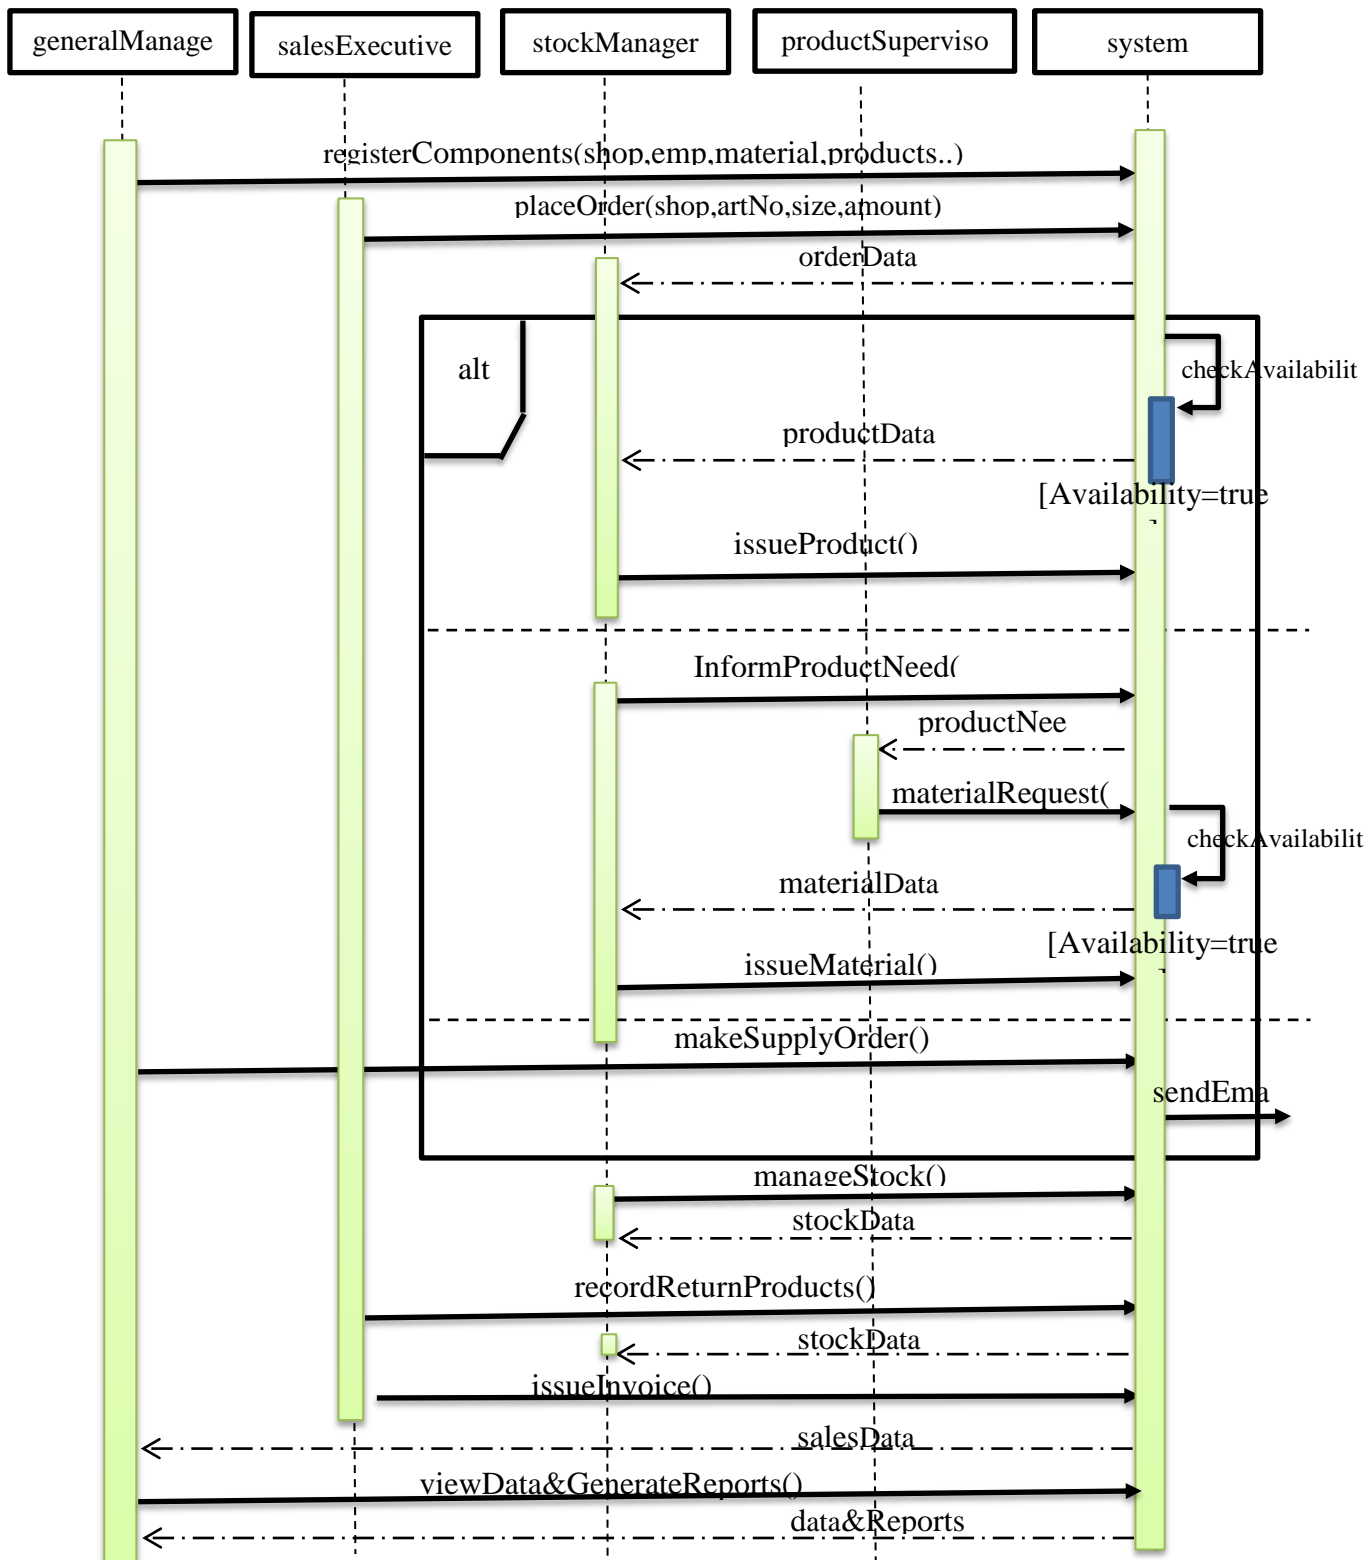 generalManage
salesExecutive
stockManager
productSuperviso
system
registerComponents(shop,emp,material,products..)
placeOrder(shop,artNo,size,amount)
orderData
alt
checkAvailabilit
productData
[Availability=true
]
issueProduct()
InformProductNeed(
productNee
materialRequest(
checkAvailabilit
materialData
[Availability=true
]
issueMaterial()
makeSupplyOrder()
sendEma
manageStock()
stockData
recordReturnProducts()
stockData
issueInvoice()
salesData
viewData&GenerateReports()
data&Reports